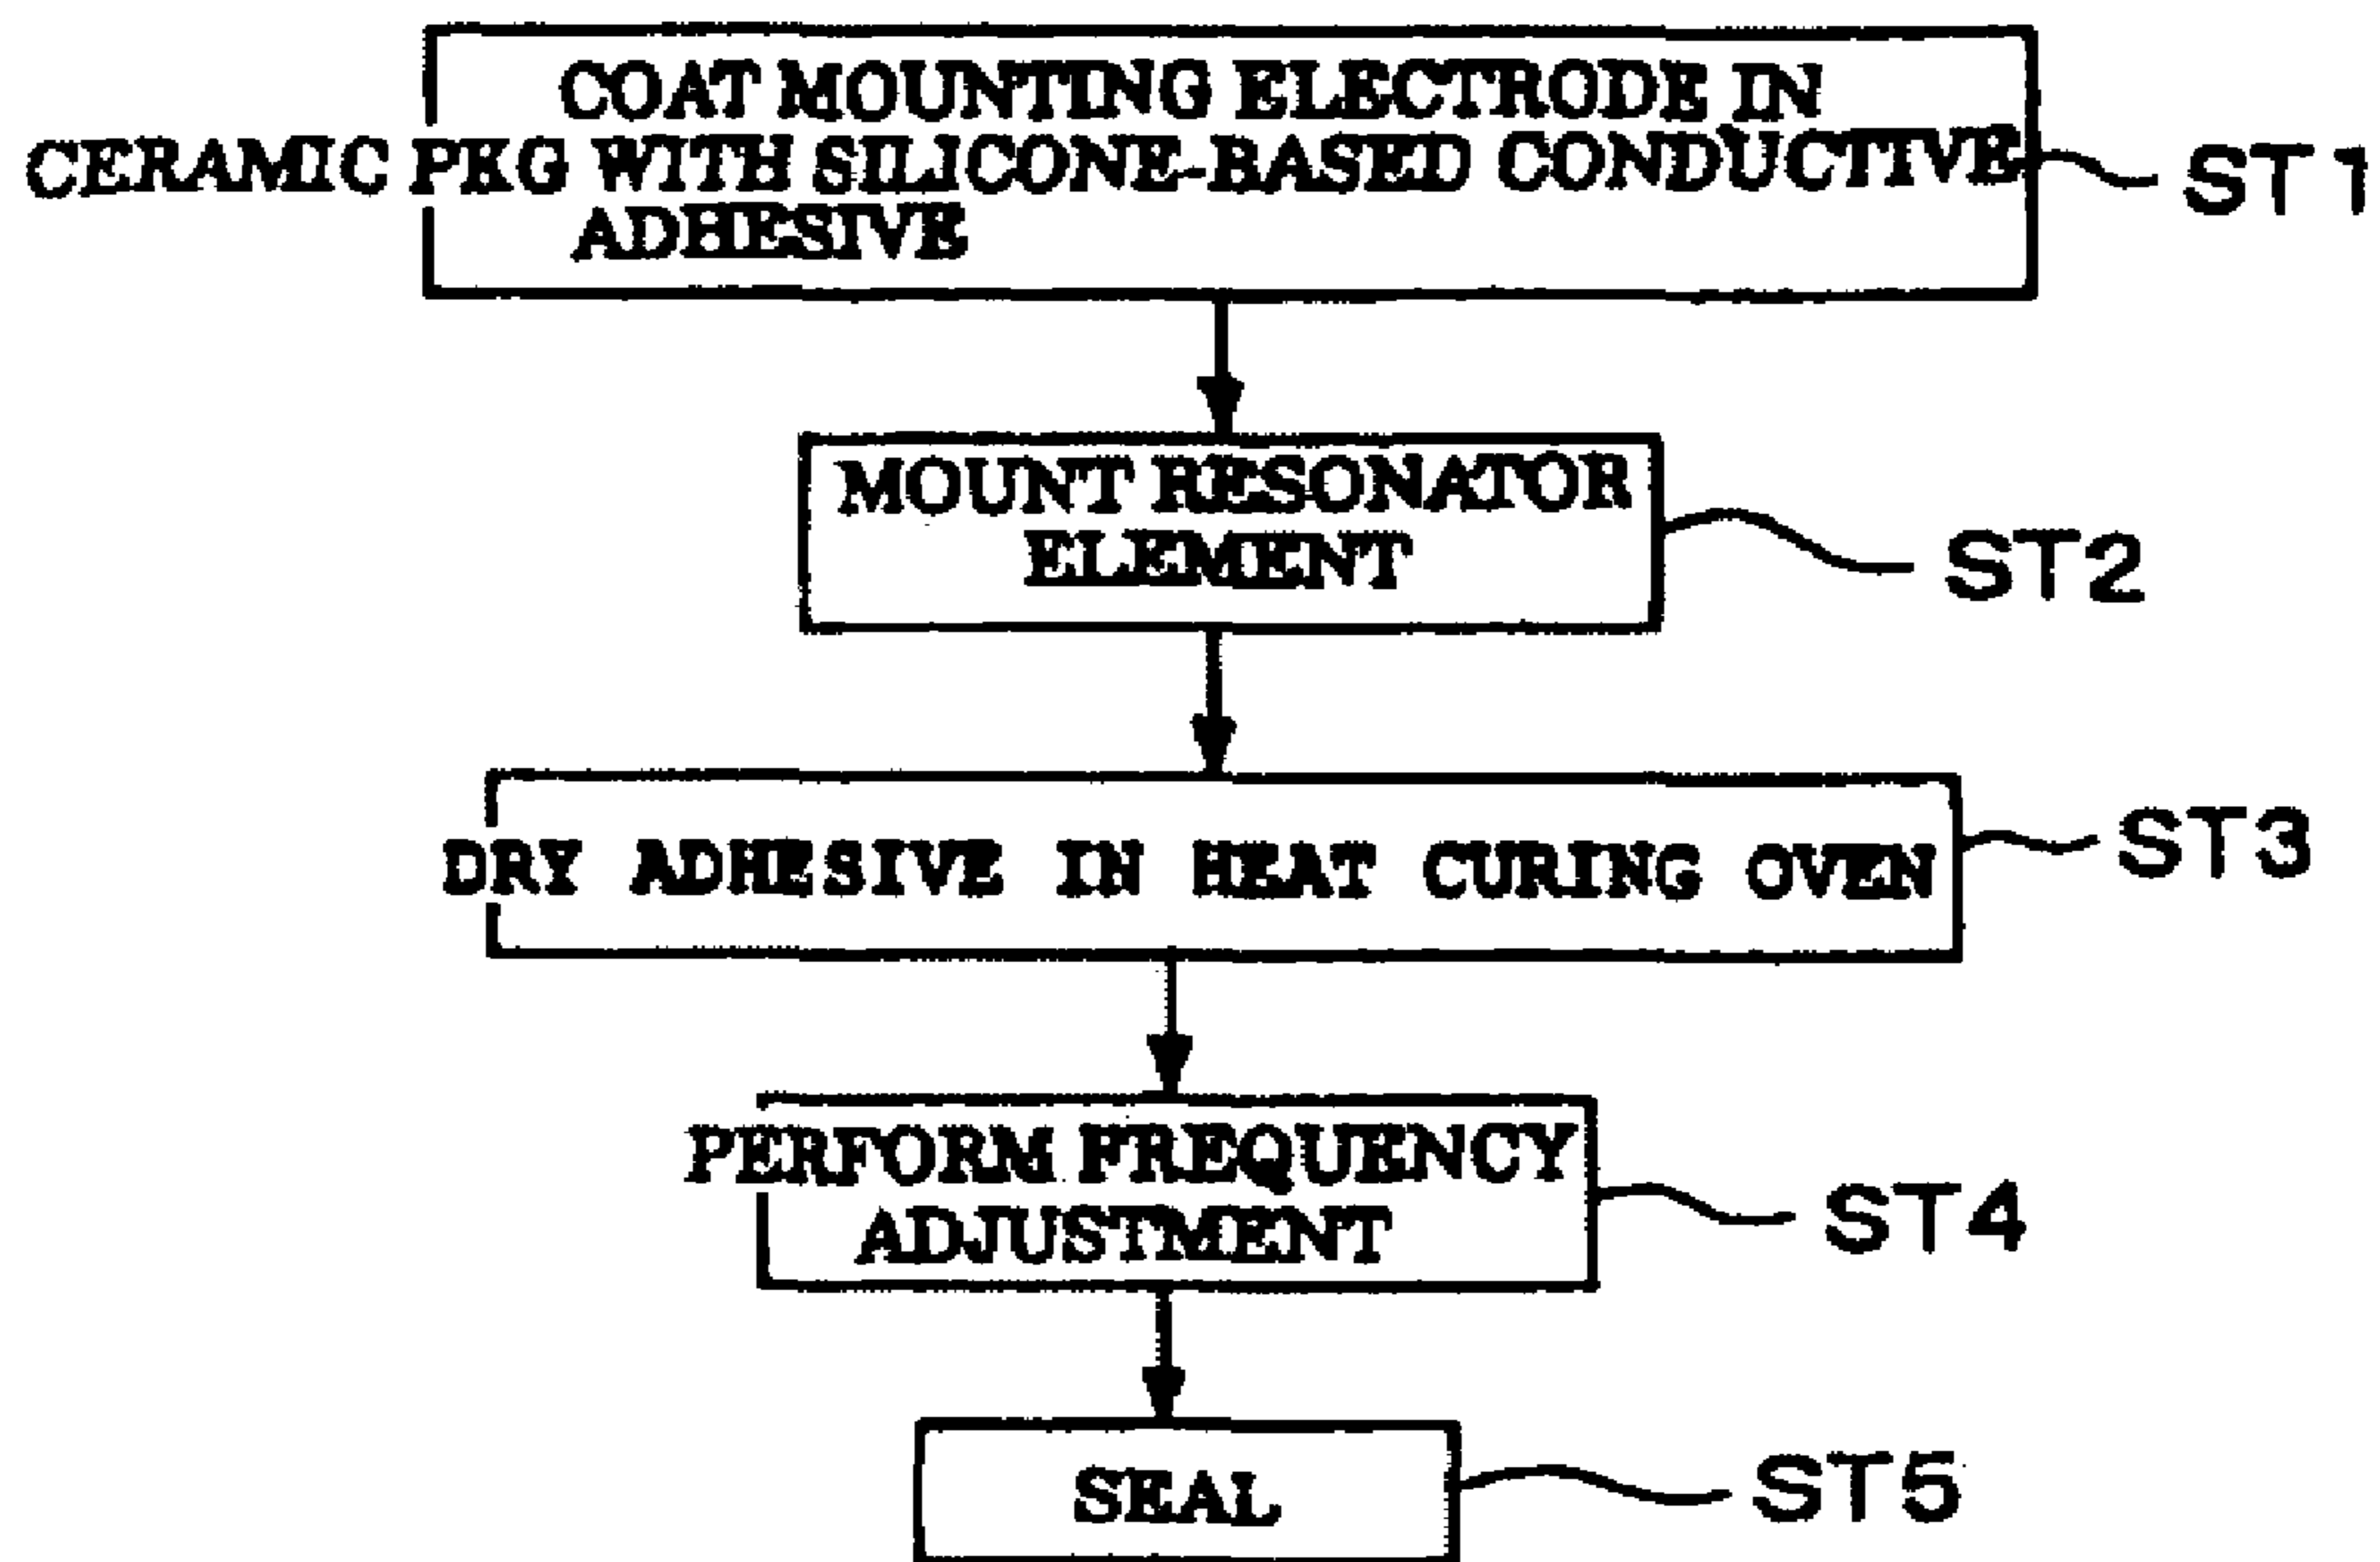 COAT MOUNTING ELECTRODE IN
CERAMIC PKG WITH SILICONE-BASED CONDUCTIVE
ADHESIVE
ST1
MOUNT RESONATOR
ELEMENT
ST2
DRY ADHESIVE IN HEAT CURING OVEN
ST3
PERFORM FREQUENCY
ADJUSTMENT
ST4
SEAL
ST5